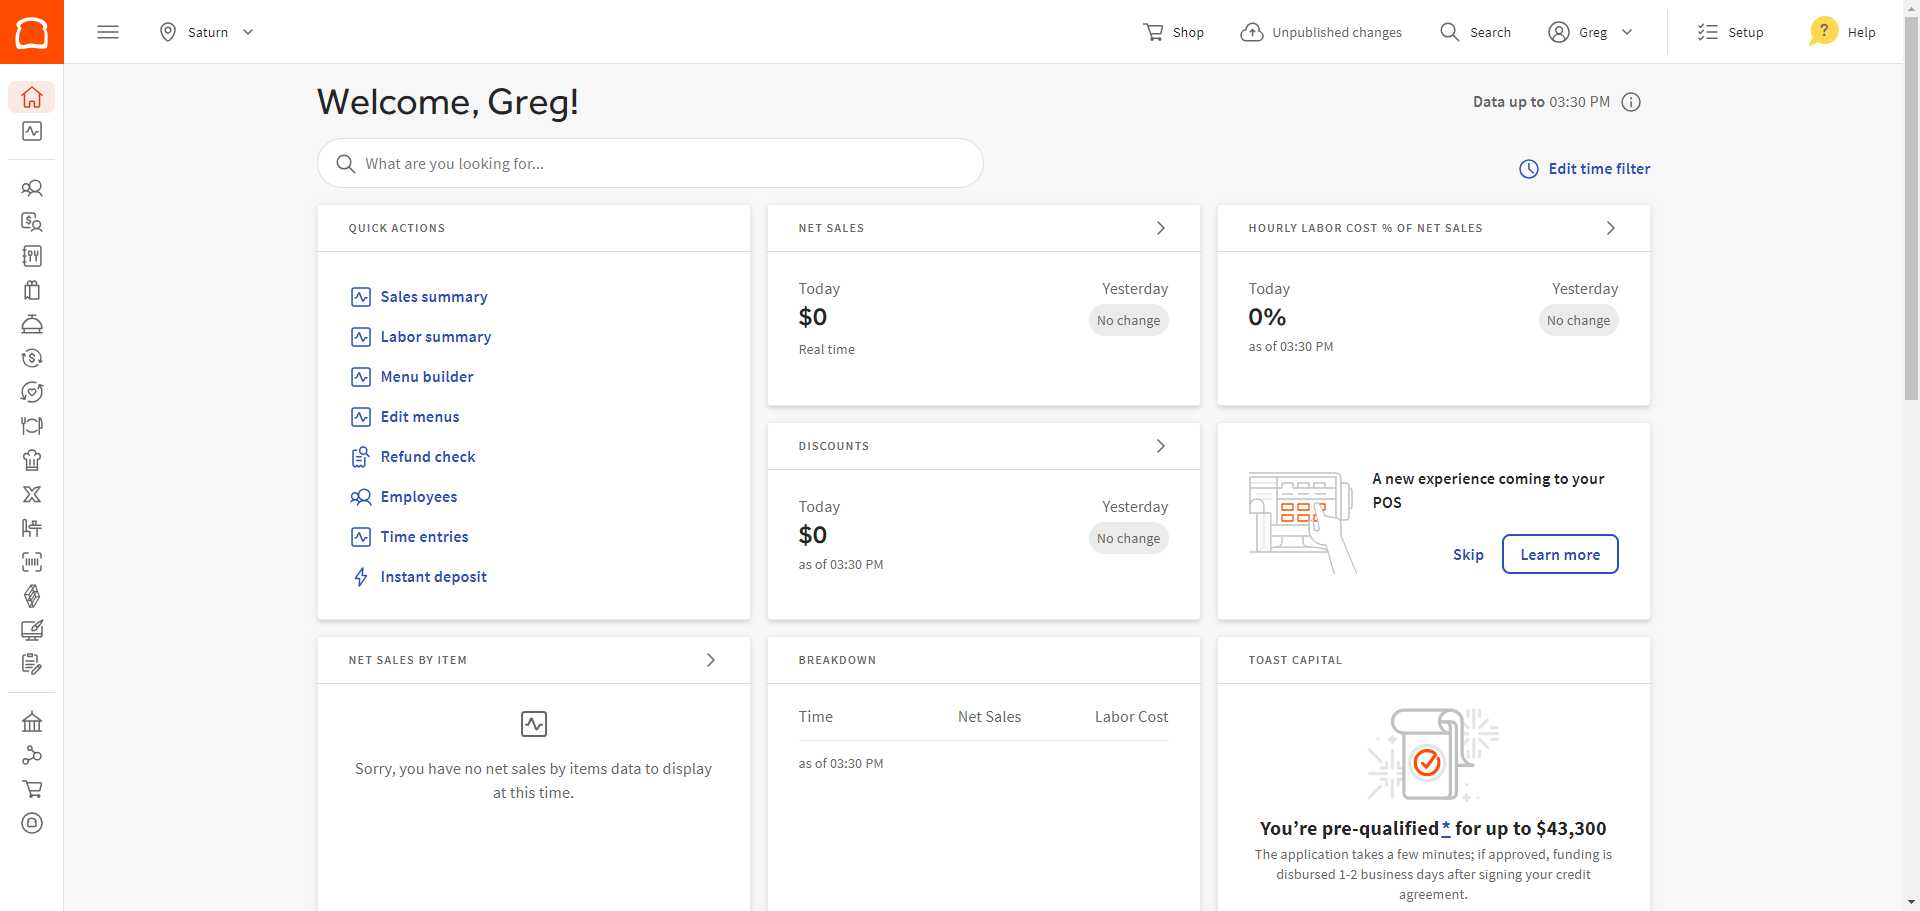 Saturn
Shop
Unpublished changes
Search
Greg
Setup
?
Help
Welcome, Greg!
Data up to 03:30 PM
What are you looking for...
Edit time filter
QUICK ACTIONS
Sales summary
Labor summary
Menu builder
Edit menus
Refund check
Employees
Time entries
Instant deposit
NET SALES
Today
Yesterday
$0
No change
Real time
HOURLY LABOR COST % OF NET SALES
Today
Yesterday
0%
No change
as of 03:30 PM
DISCOUNTS
Today
Yesterday
$0
No change
as of 03:30 PM
A new experience coming to your
POS
Skip
Learn more
NET SALES BY ITEM
Sorry, you have no net sales by items data to display
at this time.
BREAKDOWN
Time
Net Sales
Labor Cost
as of 03:30 PM
TOAST CAPITAL
You’re pre-qualified* for up to $43,300
The application takes a few minutes; if approved, funding is
disbursed 1-2 business days after signing your credit
agreement.